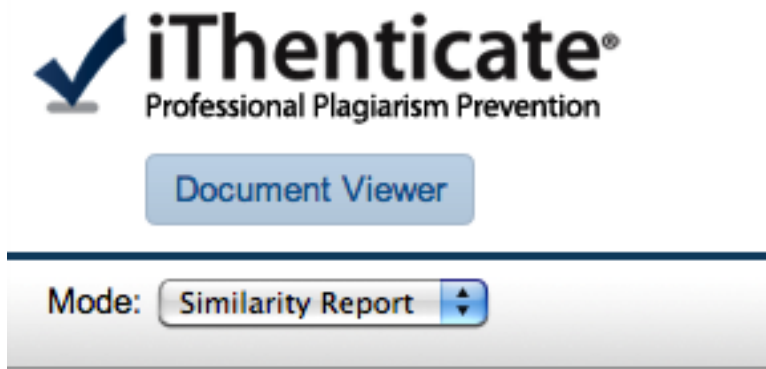 iThenticate®
Professional Plagiarism Prevention
Document Viewer
Mode: Similarity Report